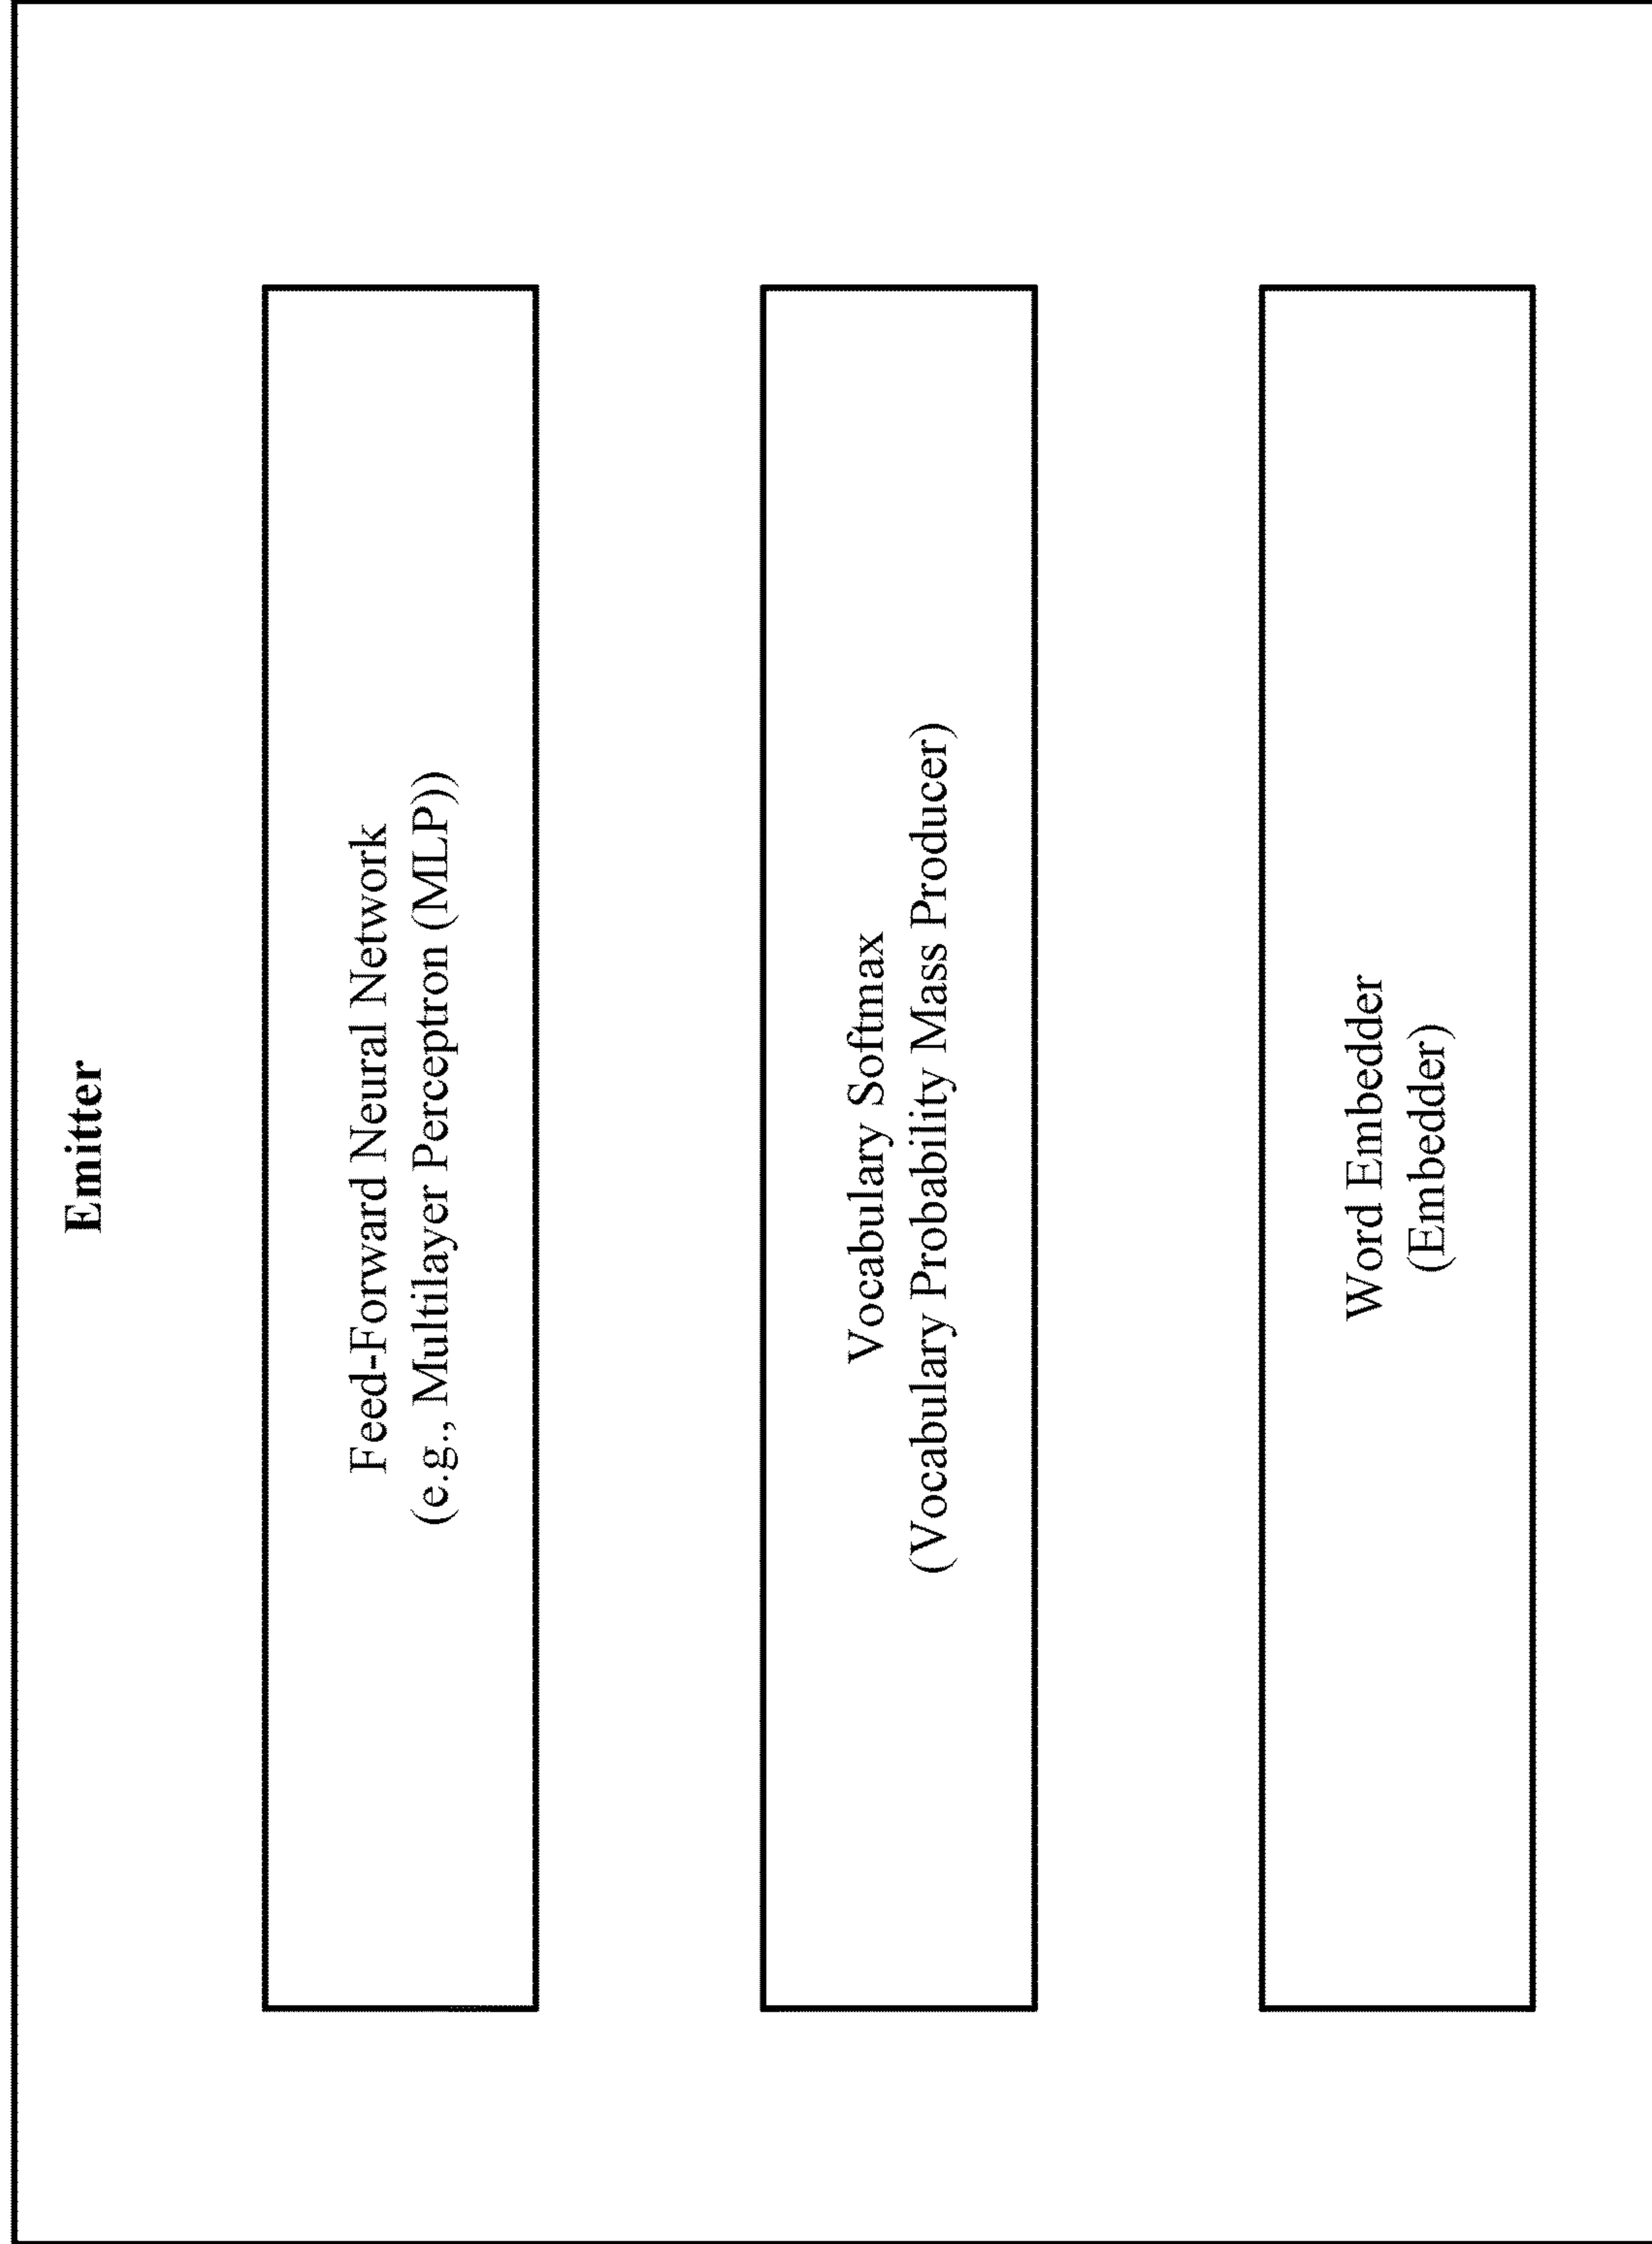 Emitter
Feed-Forward Neural Network
(e.g., Multilayer Perceptron (MLP))
Vocabulary Softmax
(Vocabulary Probability Mass Producer)
Word Embedder
(Embedder)